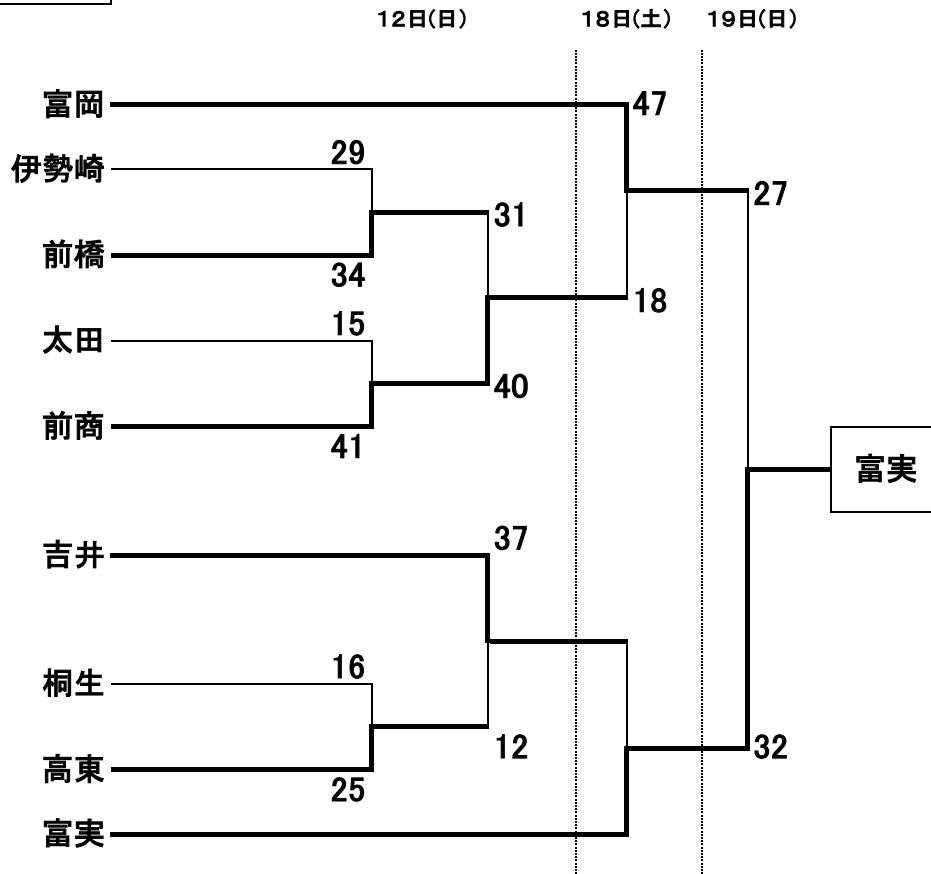 12日(日) 18日(土) 19日(日)
富岡 47
伊勢崎 29
27
31
前橋 34
18
太田 15
40
前商 41
富実
吉井 37
桐生 16
12 32
高東 25
富実